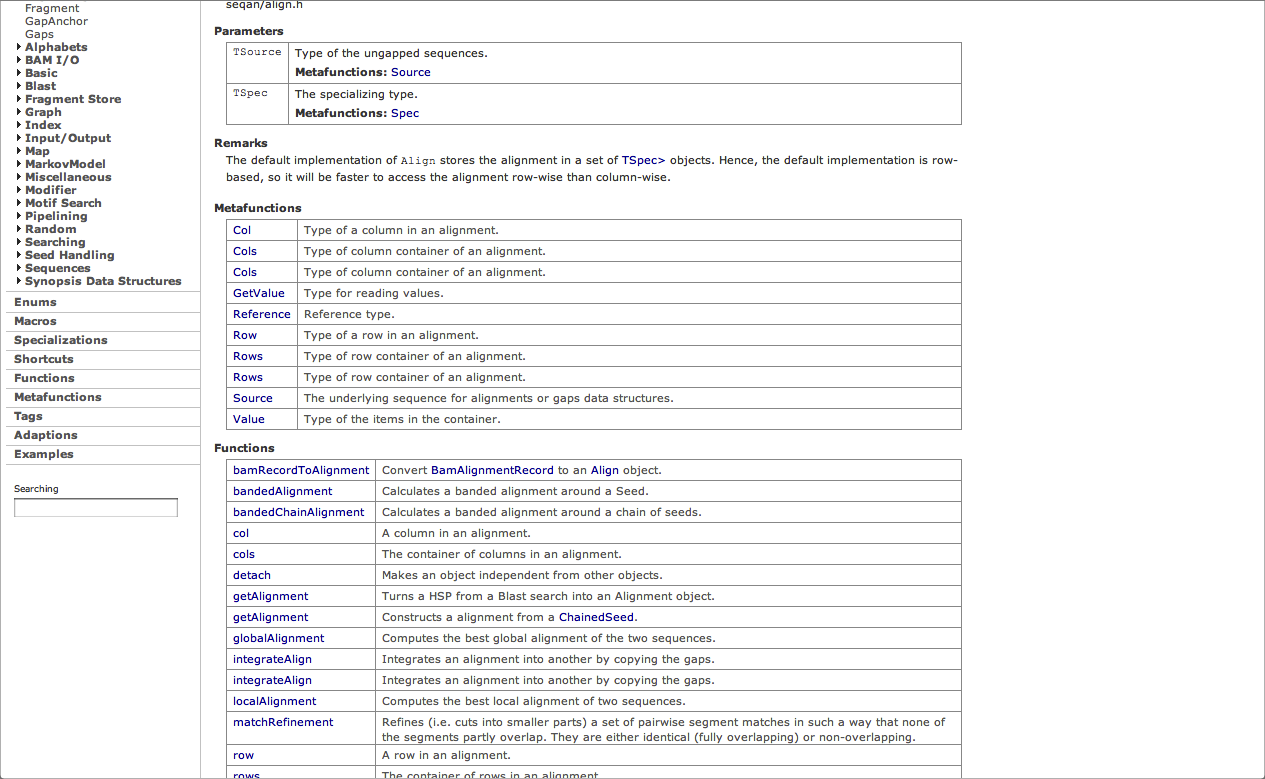 Fragment
GapAnchor
Gaps
Alphabets
BAM I/O
Basic
Blast
Fragment Store
Graph
Index
Input/Output
Map
MarkovModel
Miscellaneous
Modifier
Motif Search
Pipelining
Random
Searching
Seed Handling
Sequences
Synopsis Data Structures
Enums
Macros
Specializations
Shortcuts
Functions
Metafunctions
Tags
Adaptions
Examples
Searching
seqan/align.h
Parameters
TSource Type of the ungapped sequences.
Metafunctions: Source
TSpec The specializing type.
Metafunctions: Spec
Remarks
The default implementation of Align stores the alignment in a set of TSpec> objects. Hence, the default implementation is row-
based, so it will be faster to access the alignment row-wise than column-wise.
Metafunctions
Col Type of a column in an alignment.
Cols Type of column container of an alignment.
Cols Type of column container of an alignment.
GetValue Type for reading values.
Reference Reference type.
Row Type of a row in an alignment.
Rows Type of row container of an alignment.
Rows Type of row container of an alignment.
Source The underlying sequence for alignments or gaps data structures.
Value Type of the items in the container.
Functions
bamRecordToAlignment Convert BamAlignmentRecord to an Align object.
bandedAlignment Calculates a banded alignment around a Seed.
bandedChainAlignment Calculates a banded alignment around a chain of seeds.
col A column in an alignment.
cols The container of columns in an alignment.
detach Makes an object independent from other objects.
getAlignment Turns a HSP from a Blast search into an Alignment object.
getAlignment Constructs a alignment from a ChainedSeed.
globalAlignment Computes the best global alignment of the two sequences.
integrateAlign Integrates an alignment into another by copying the gaps.
integrateAlign Integrates an alignment into another by copying the gaps.
localAlignment Computes the best local alignment of two sequences.
matchRefinement Refines (i.e. cuts into smaller parts) a set of pairwise segment matches in such a way that none of
the segments partly overlap. They are either identical (fully overlapping) or non-overlapping.
row A row in an alignment.
rows The container of rows in an alignment.